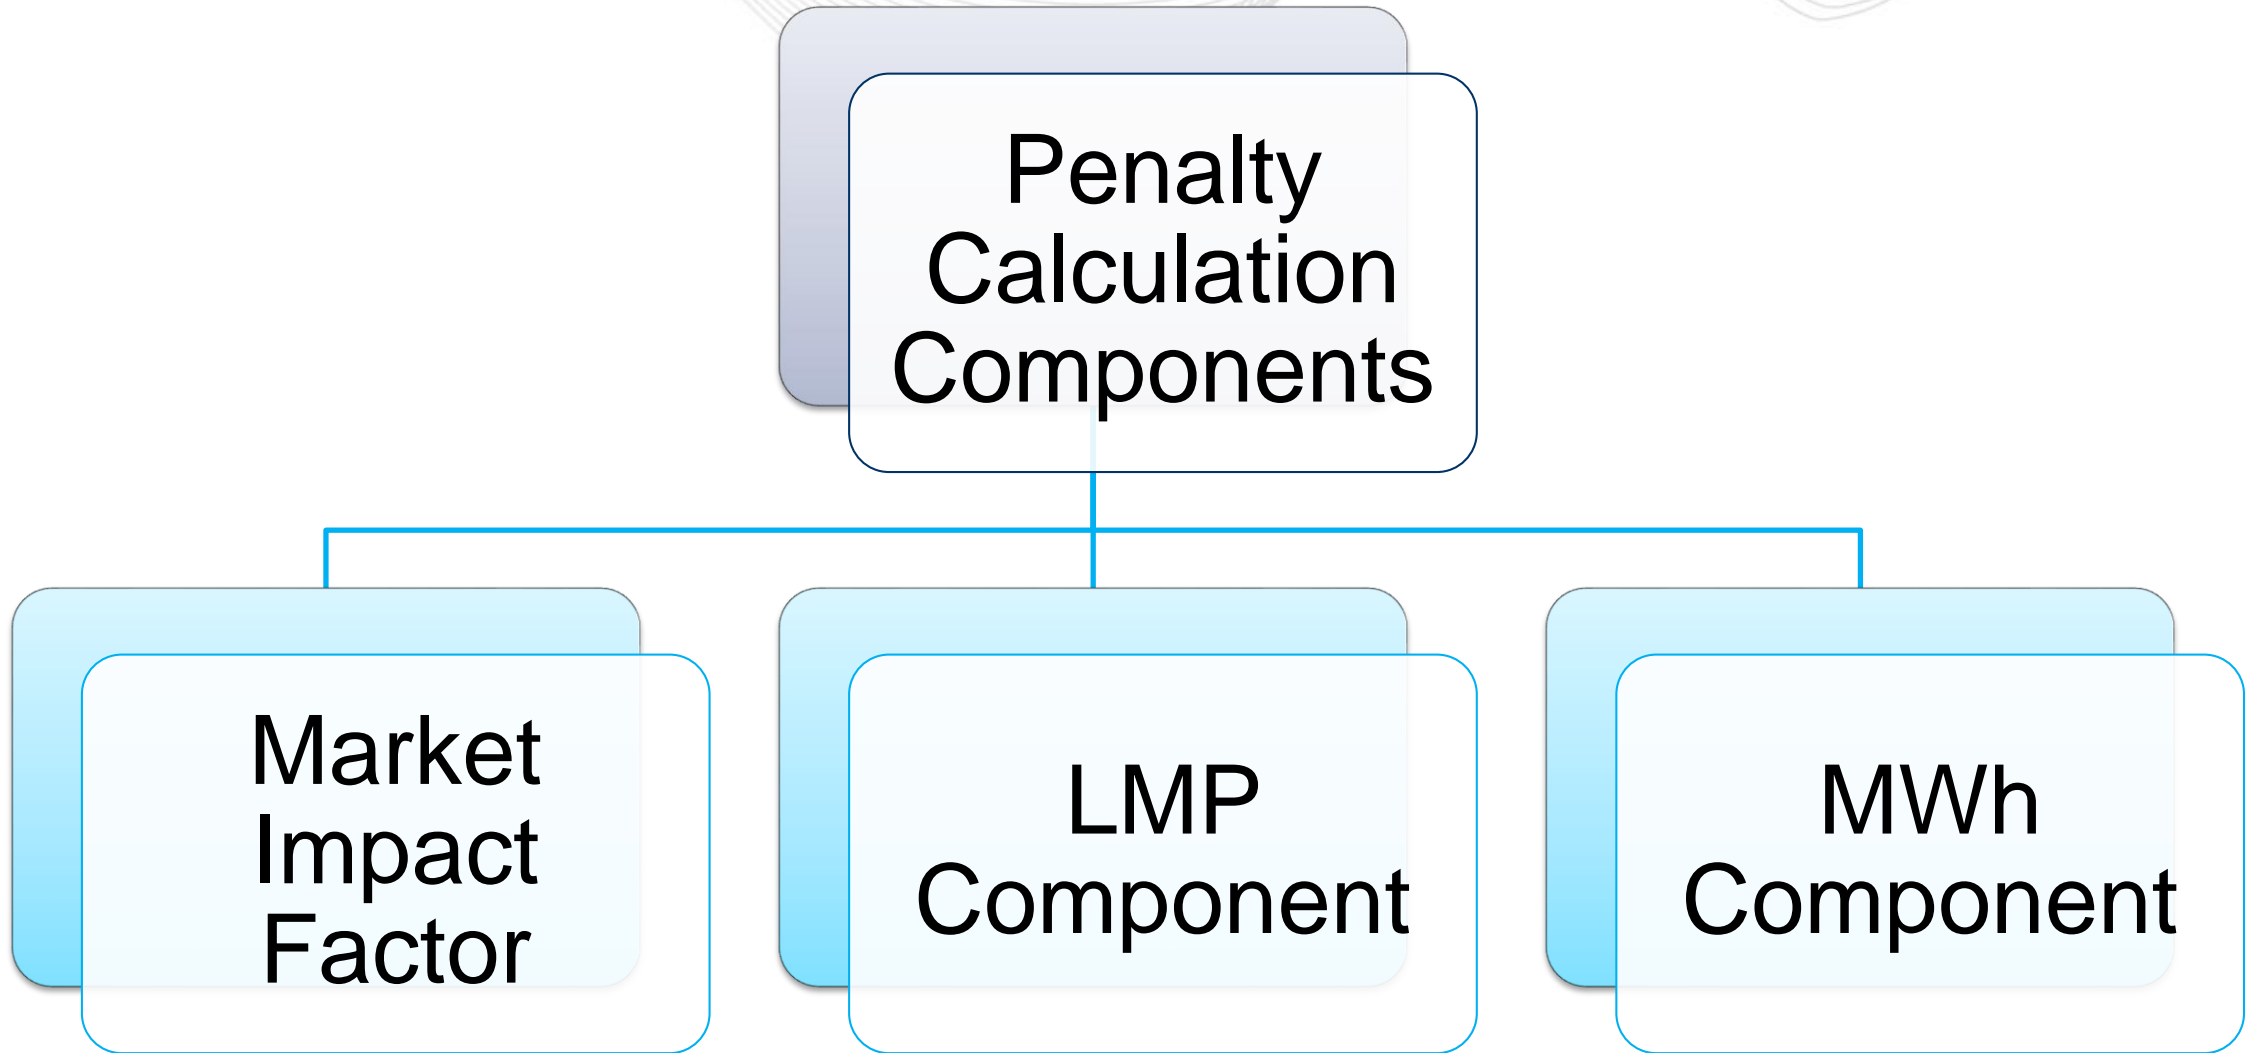 Penalty
Calculation
Components
Market
Impact
Factor
LMP
Component
MWh
Component